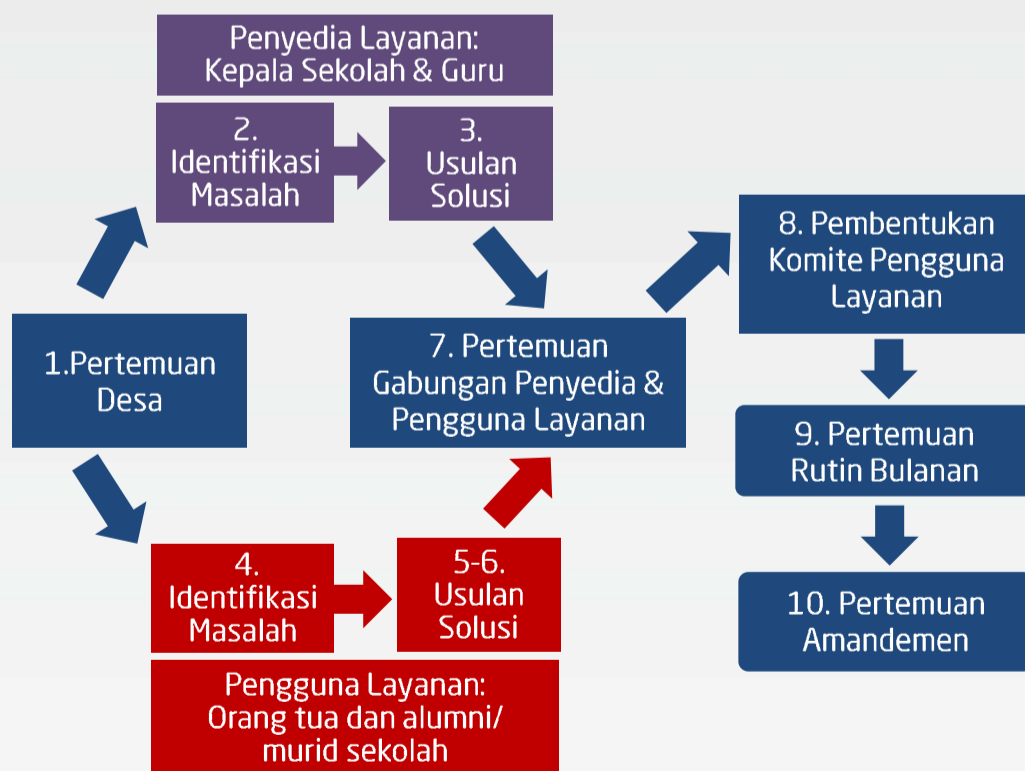 Penyedia Layanan:
Kepala Sekolah & Guru
2.
Identifikasi
Masalah
3.
Usulan
Solusi
1.Pertemuan
Desa
4.
Identifikasi
Masalah
5-6.
Usulan
Solusi
Pengguna Layanan:
Orang tua dan alumni/
murid sekolah
7. Pertemuan
Gabungan Penyedia &
Pengguna Layanan
8. Pembentukan
Komite Pengguna
Layanan
9. Pertemuan
Rutin Bulanan
10. Pertemuan
Amandemen